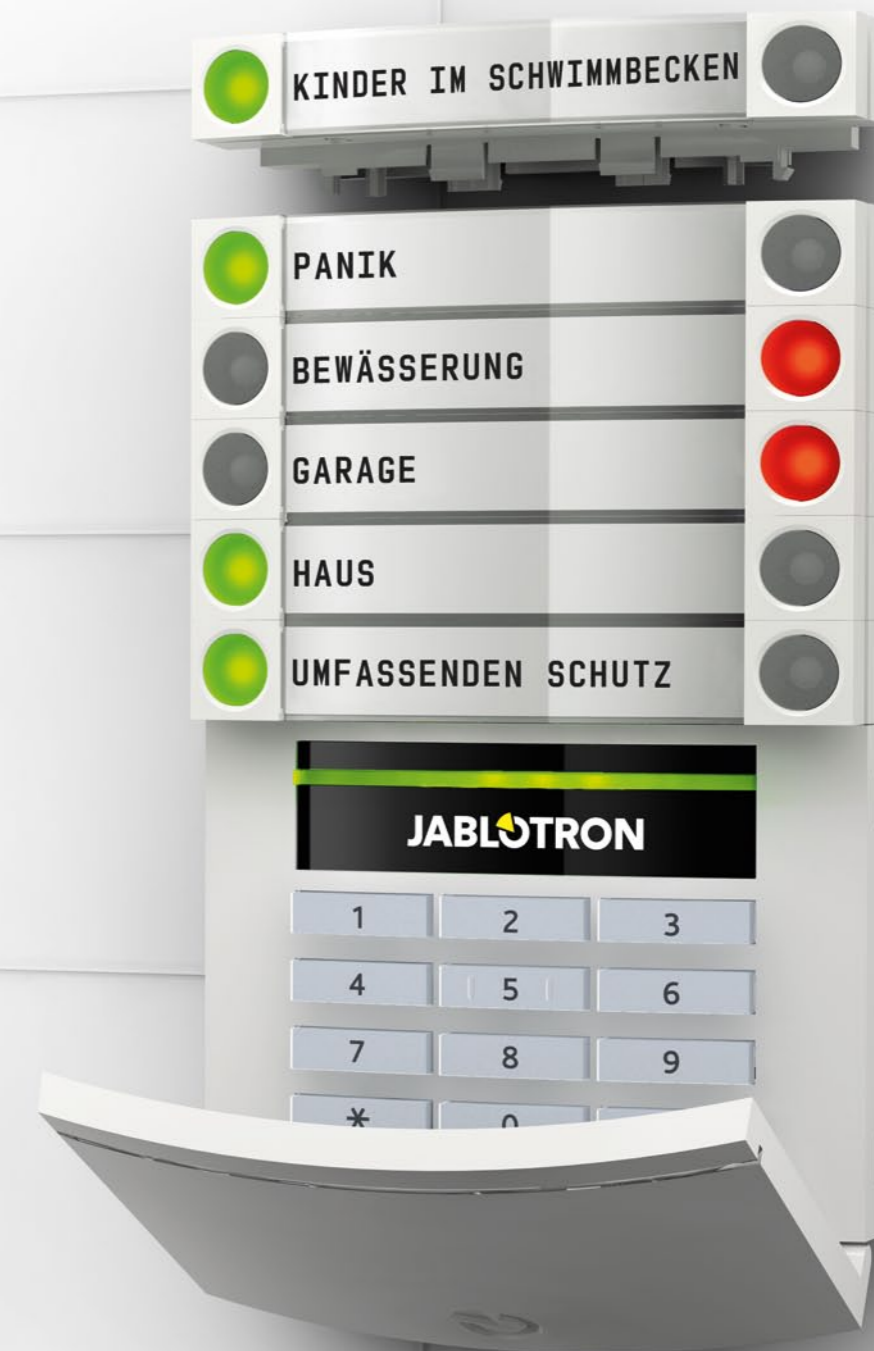 KINDER IM SCHWIMMBECKEN
PANIK
BEWÄSSERUNG
GARAGE
HAUS
UMFASSENDEN SCHUTZ
JABLOTRON
1 2 3
4 5 6
7 8 9
* 0